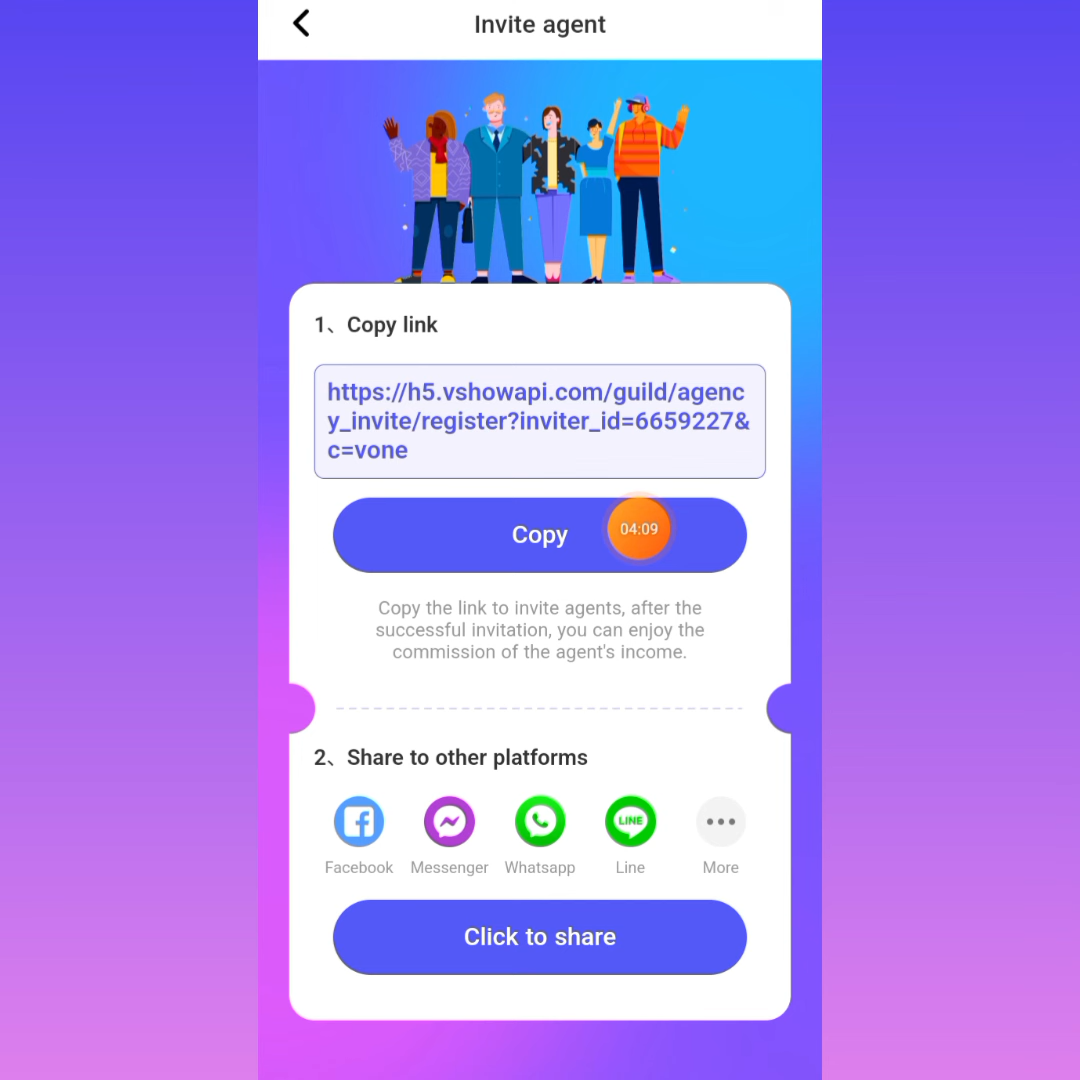 Invite agent
1、Copy link
https://h5.vshowapi.com/guild/agenc
y_invite/register?inviter_id=6659227&
c=vone
Copy
04:09
Copy the link to invite agents, after the
successful invitation, you can enjoy the
commission of the agent's income.
2、Share to other platforms
LINE
Facebook Messenger Whatsapp Line More
Click to share